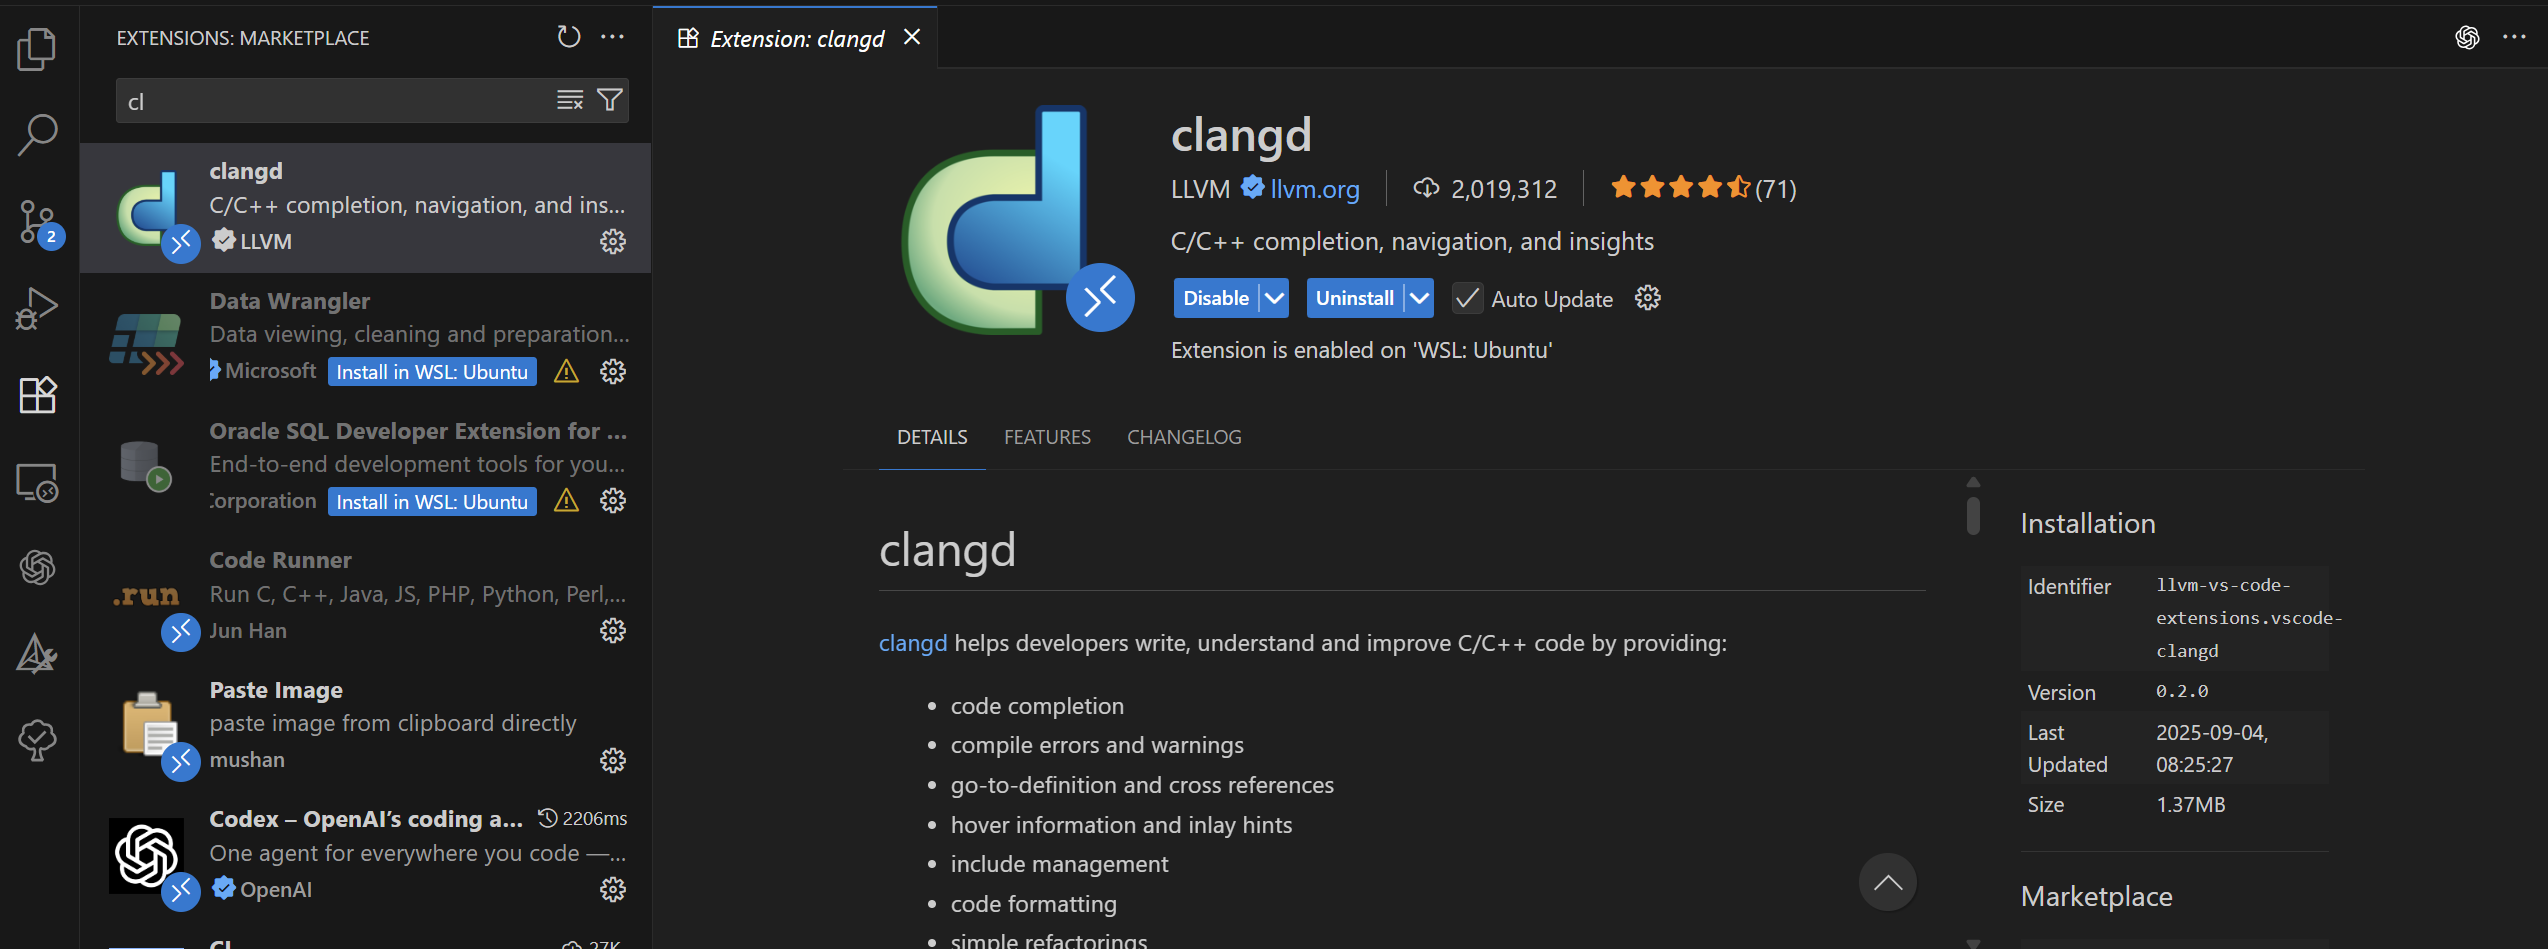 EXTENSIONS: MARKETPLACE
cl
clangd
C/C++ completion, navigation, and ins...
LLVM
Data Wrangler
Data viewing, cleaning and preparation...
Microsoft
Install in WSL: Ubuntu
Oracle SQL Developer Extension for ...
End-to-end development tools for you...
Corporation
Install in WSL: Ubuntu
.run
Code Runner
Run C, C++, Java, JS, PHP, Python, Perl,...
Jun Han
Paste Image
paste image from clipboard directly
mushan
Codex – OpenAI’s coding a... 2206ms
One agent for everywhere you code —...
OpenAI
27K
2
Extension: clangd
clangd
LLVM llvm.org 2,019,312 (71)
C/C++ completion, navigation, and insights
Disable Uninstall Auto Update
Extension is enabled on 'WSL: Ubuntu'
DETAILS FEATURES CHANGELOG
clangd
clangd helps developers write, understand and improve C/C++ code by providing:
• code completion
• compile errors and warnings
• go-to-definition and cross references
• hover information and inlay hints
• include management
• code formatting
• simple refactorings
Installation
Identifier llvm-vs-code-
extensions.vscode-
clangd
Version 0.2.0
Last 2025-09-04,
Updated 08:25:27
Size 1.37MB
Marketplace